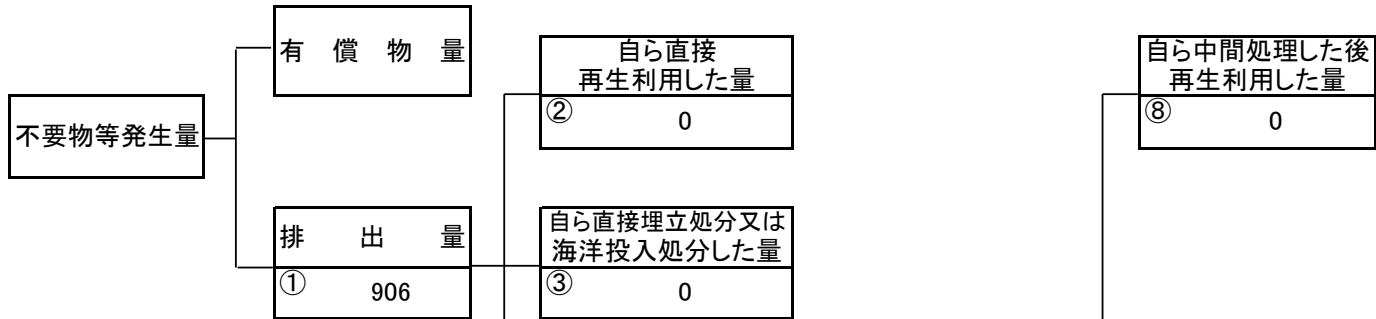 有償物量
自ら直接
再生利用した量
② 0
自ら中間処理した後
再生利用した量
⑧ 0
不要物等発生量
排出量
① 906
自ら直接埋立処分又は
海洋投入処分した量
③ 0